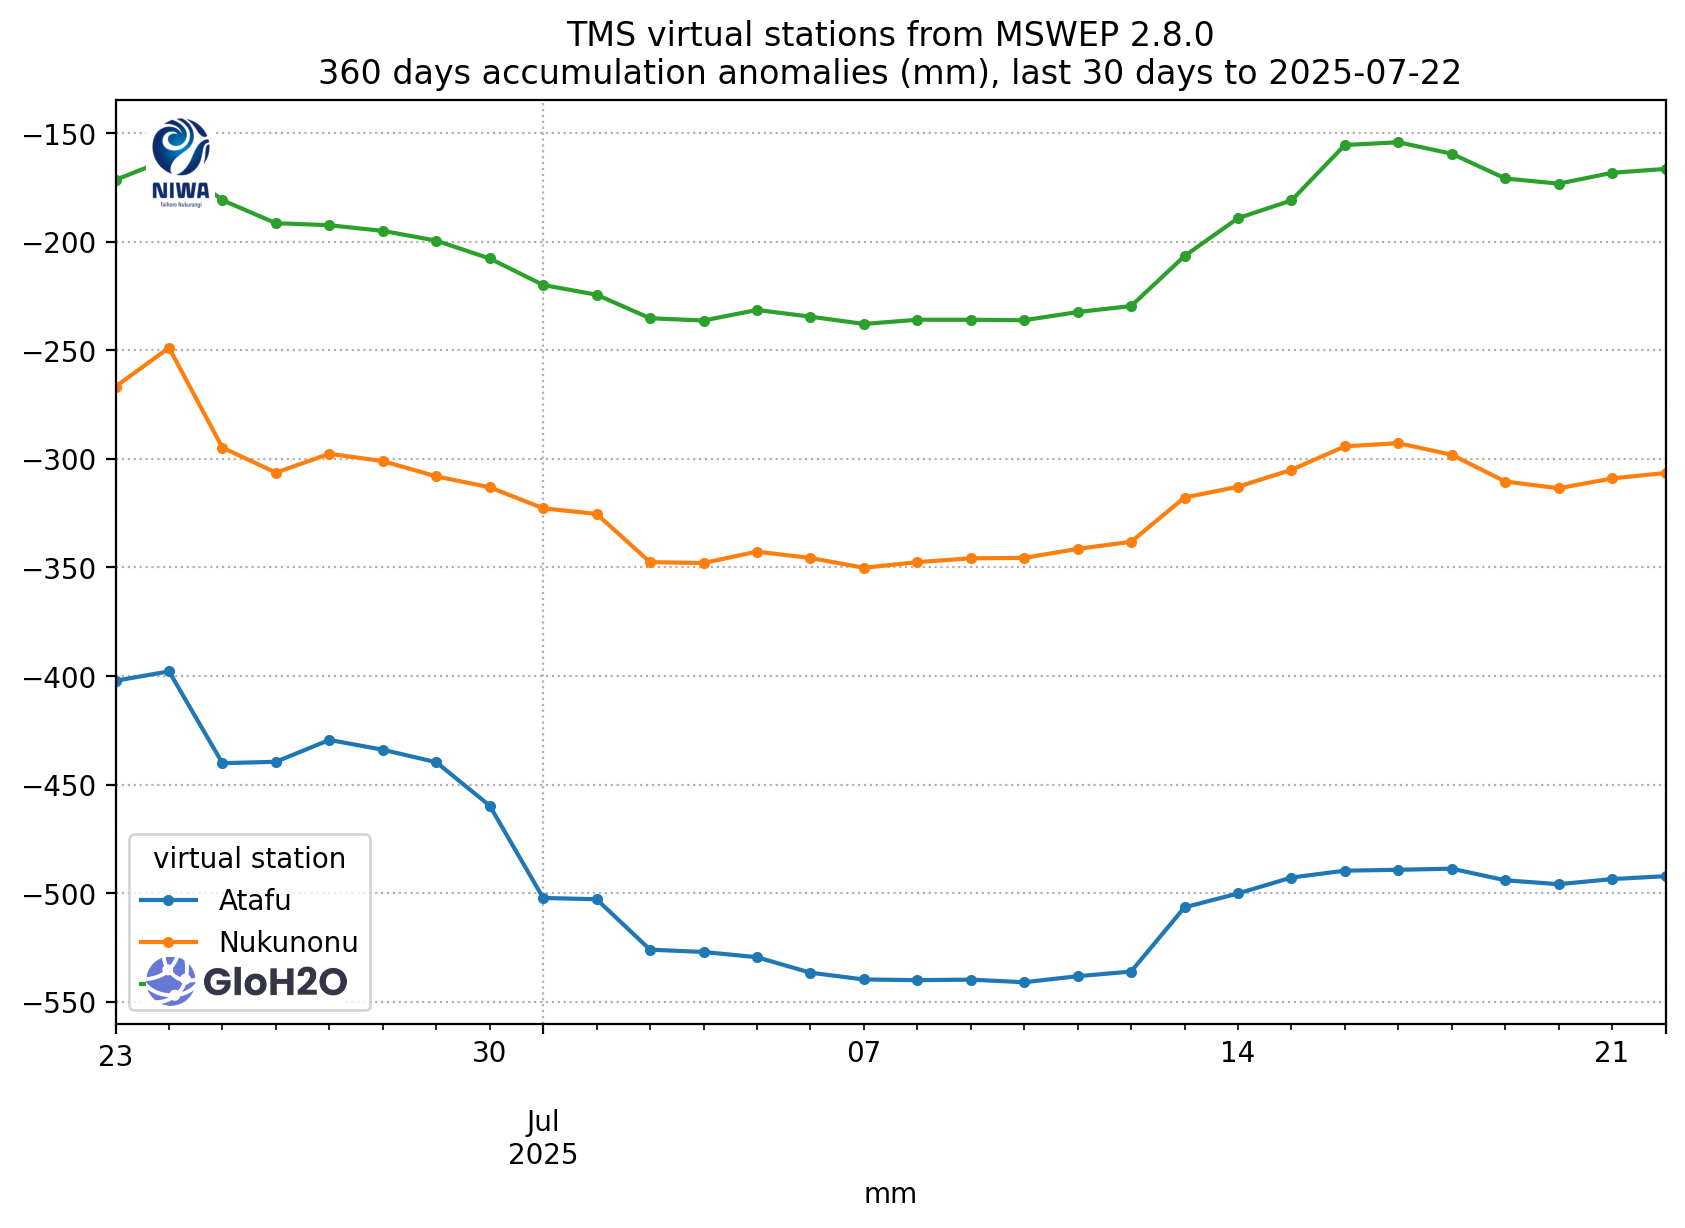 TMS virtual stations from MSWEP 2.8.0
360 days accumulation anomalies (mm), last 30 days to 2025-07-22
−150
NIWA
Taihoro Nukurangi
−200
−250
−300
−350
−400
−450
−500
−550
virtual station
Atafu
Nukunonu
GloH2O
23
30
07
14
21
Jul
2025
mm